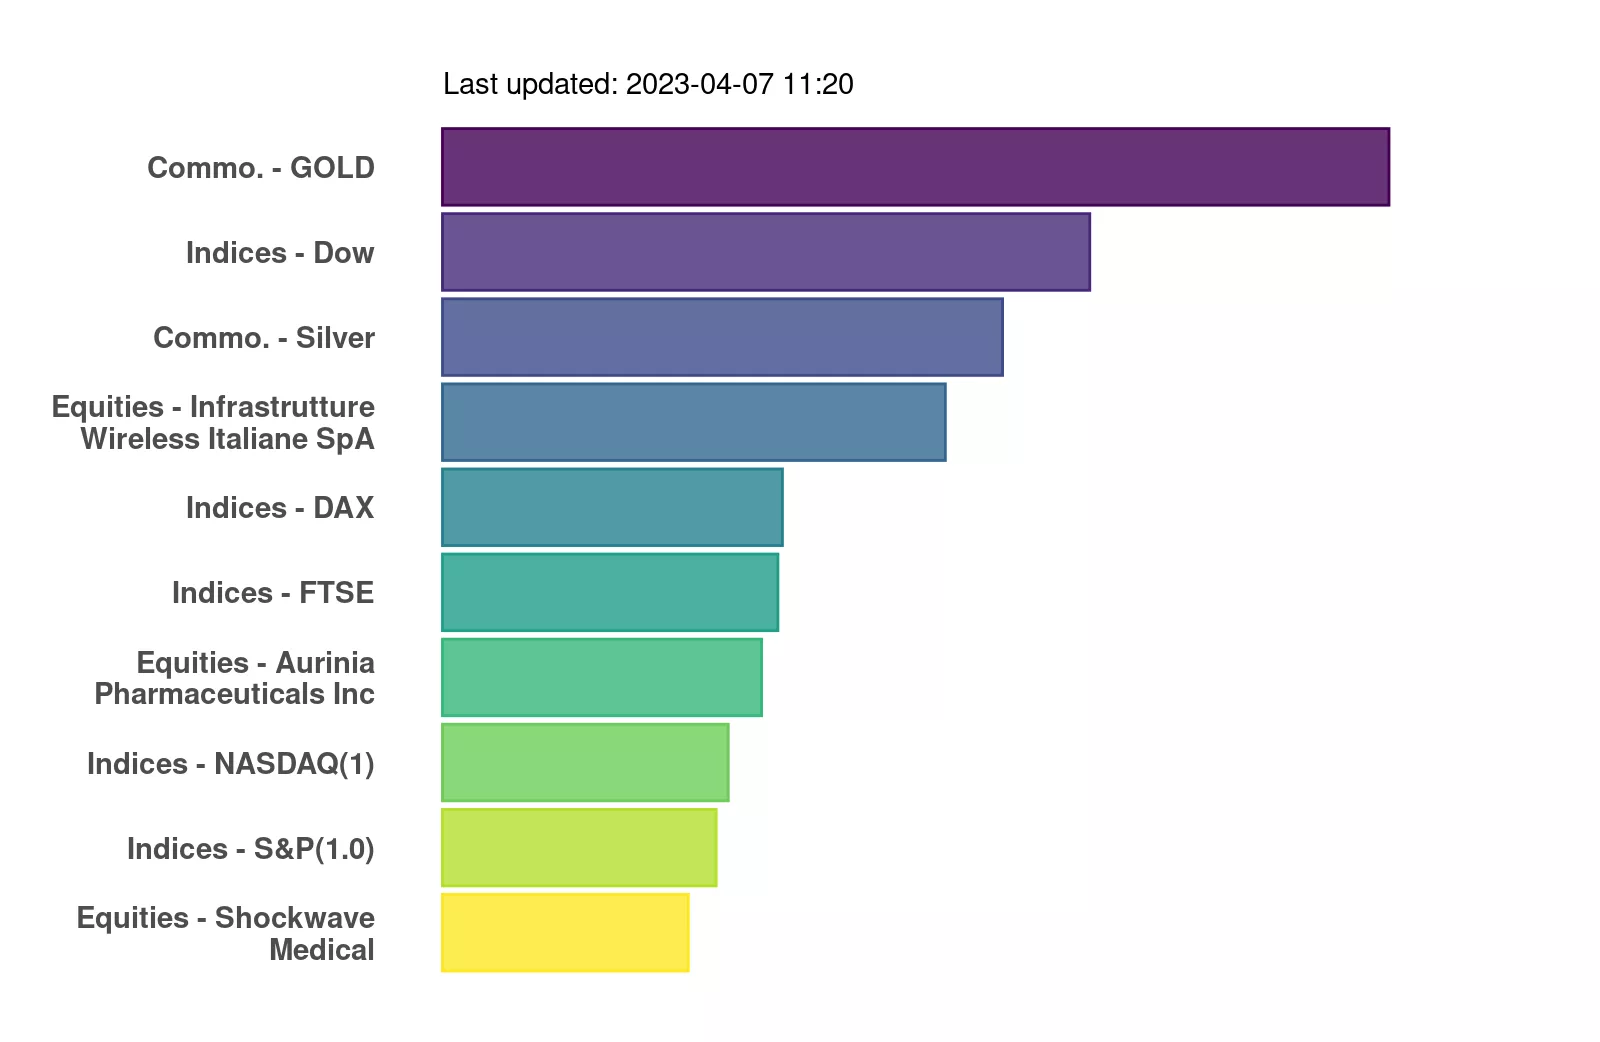 Last updated: 2023-04-07 11:20
Commo. - GOLD
Indices - Dow
Commo. - Silver
Equities - Infrastrutture
Wireless Italiane SpA
Indices - DAX
Indices - FTSE
Equities - Aurinia
Pharmaceuticals Inc
Indices - NASDAQ(1)
Indices - S&P(1.0)
Equities - Shockwave
Medical